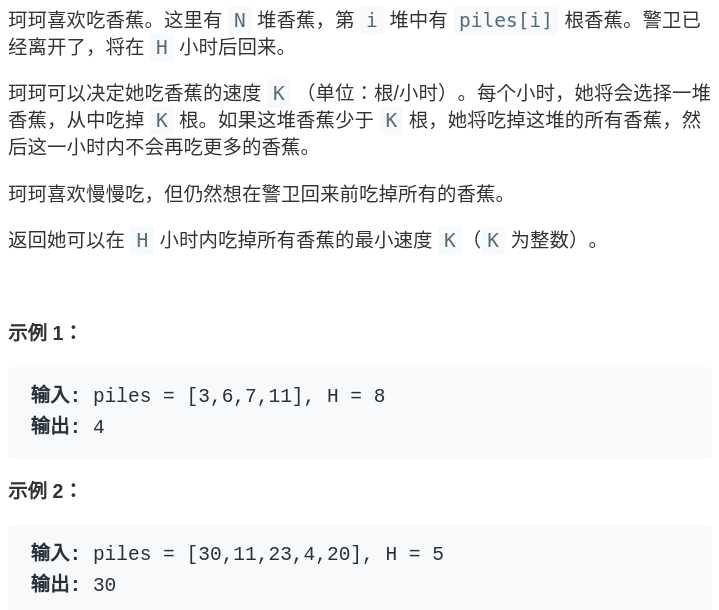 珂珂喜欢吃香蕉。这里有 N 堆香蕉，第 i 堆中有 piles[i] 根香蕉。警卫已
经离开了，将在 H 小时后回来。
珂珂可以决定她吃香蕉的速度 K （单位：根/小时）。每个小时，她将会选择一堆
香蕉，从中吃掉 K 根。如果这堆香蕉少于 K 根，她将吃掉这堆的所有香蕉，然
后这一小时内不会再吃更多的香蕉。
珂珂喜欢慢慢吃，但仍然想在警卫回来前吃掉所有的香蕉。
返回她可以在 H 小时内吃掉所有香蕉的最小速度 K（K 为整数）。
示例 1：
输入: piles = [3,6,7,11], H = 8
输出: 4
示例 2：
输入: piles = [30,11,23,4,20], H = 5
输出: 30